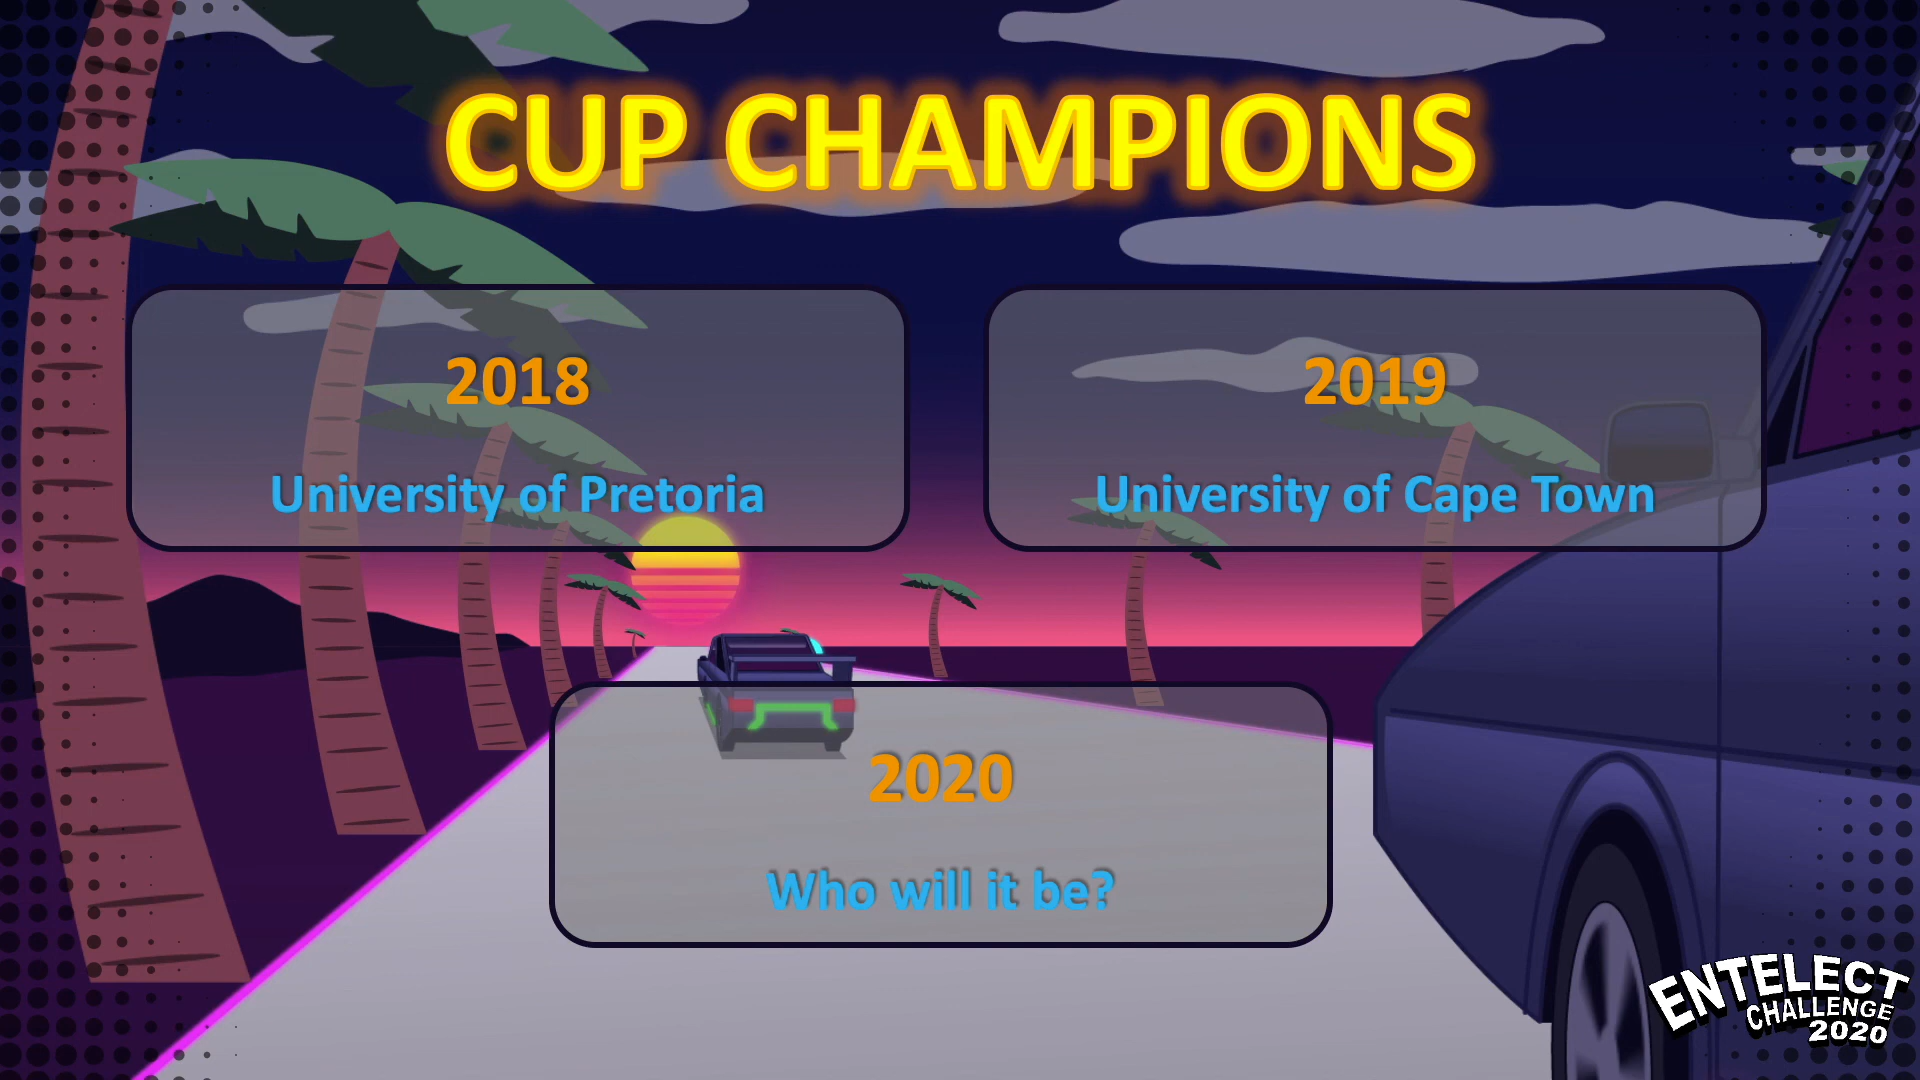 CUP CHAMPIONS
2018
University of Pretoria
2019
University of Cape Town
2020
Who will it be?
ENTELECT
CHALLENGE
2020